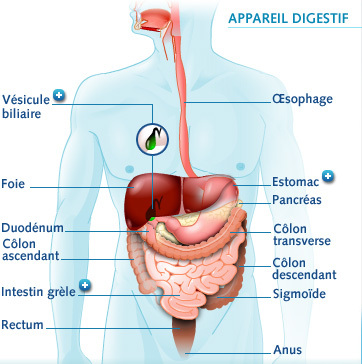 APPAREIL DIGESTIF
Vésicule
biliaire
Œsophage
Foie
Estomac
Pancréas
Duodénum
Côlon
ascendant
Côlon
transverse
Côlon
descendant
Intestin grèle
Sigmoïde
Rectum
Anus